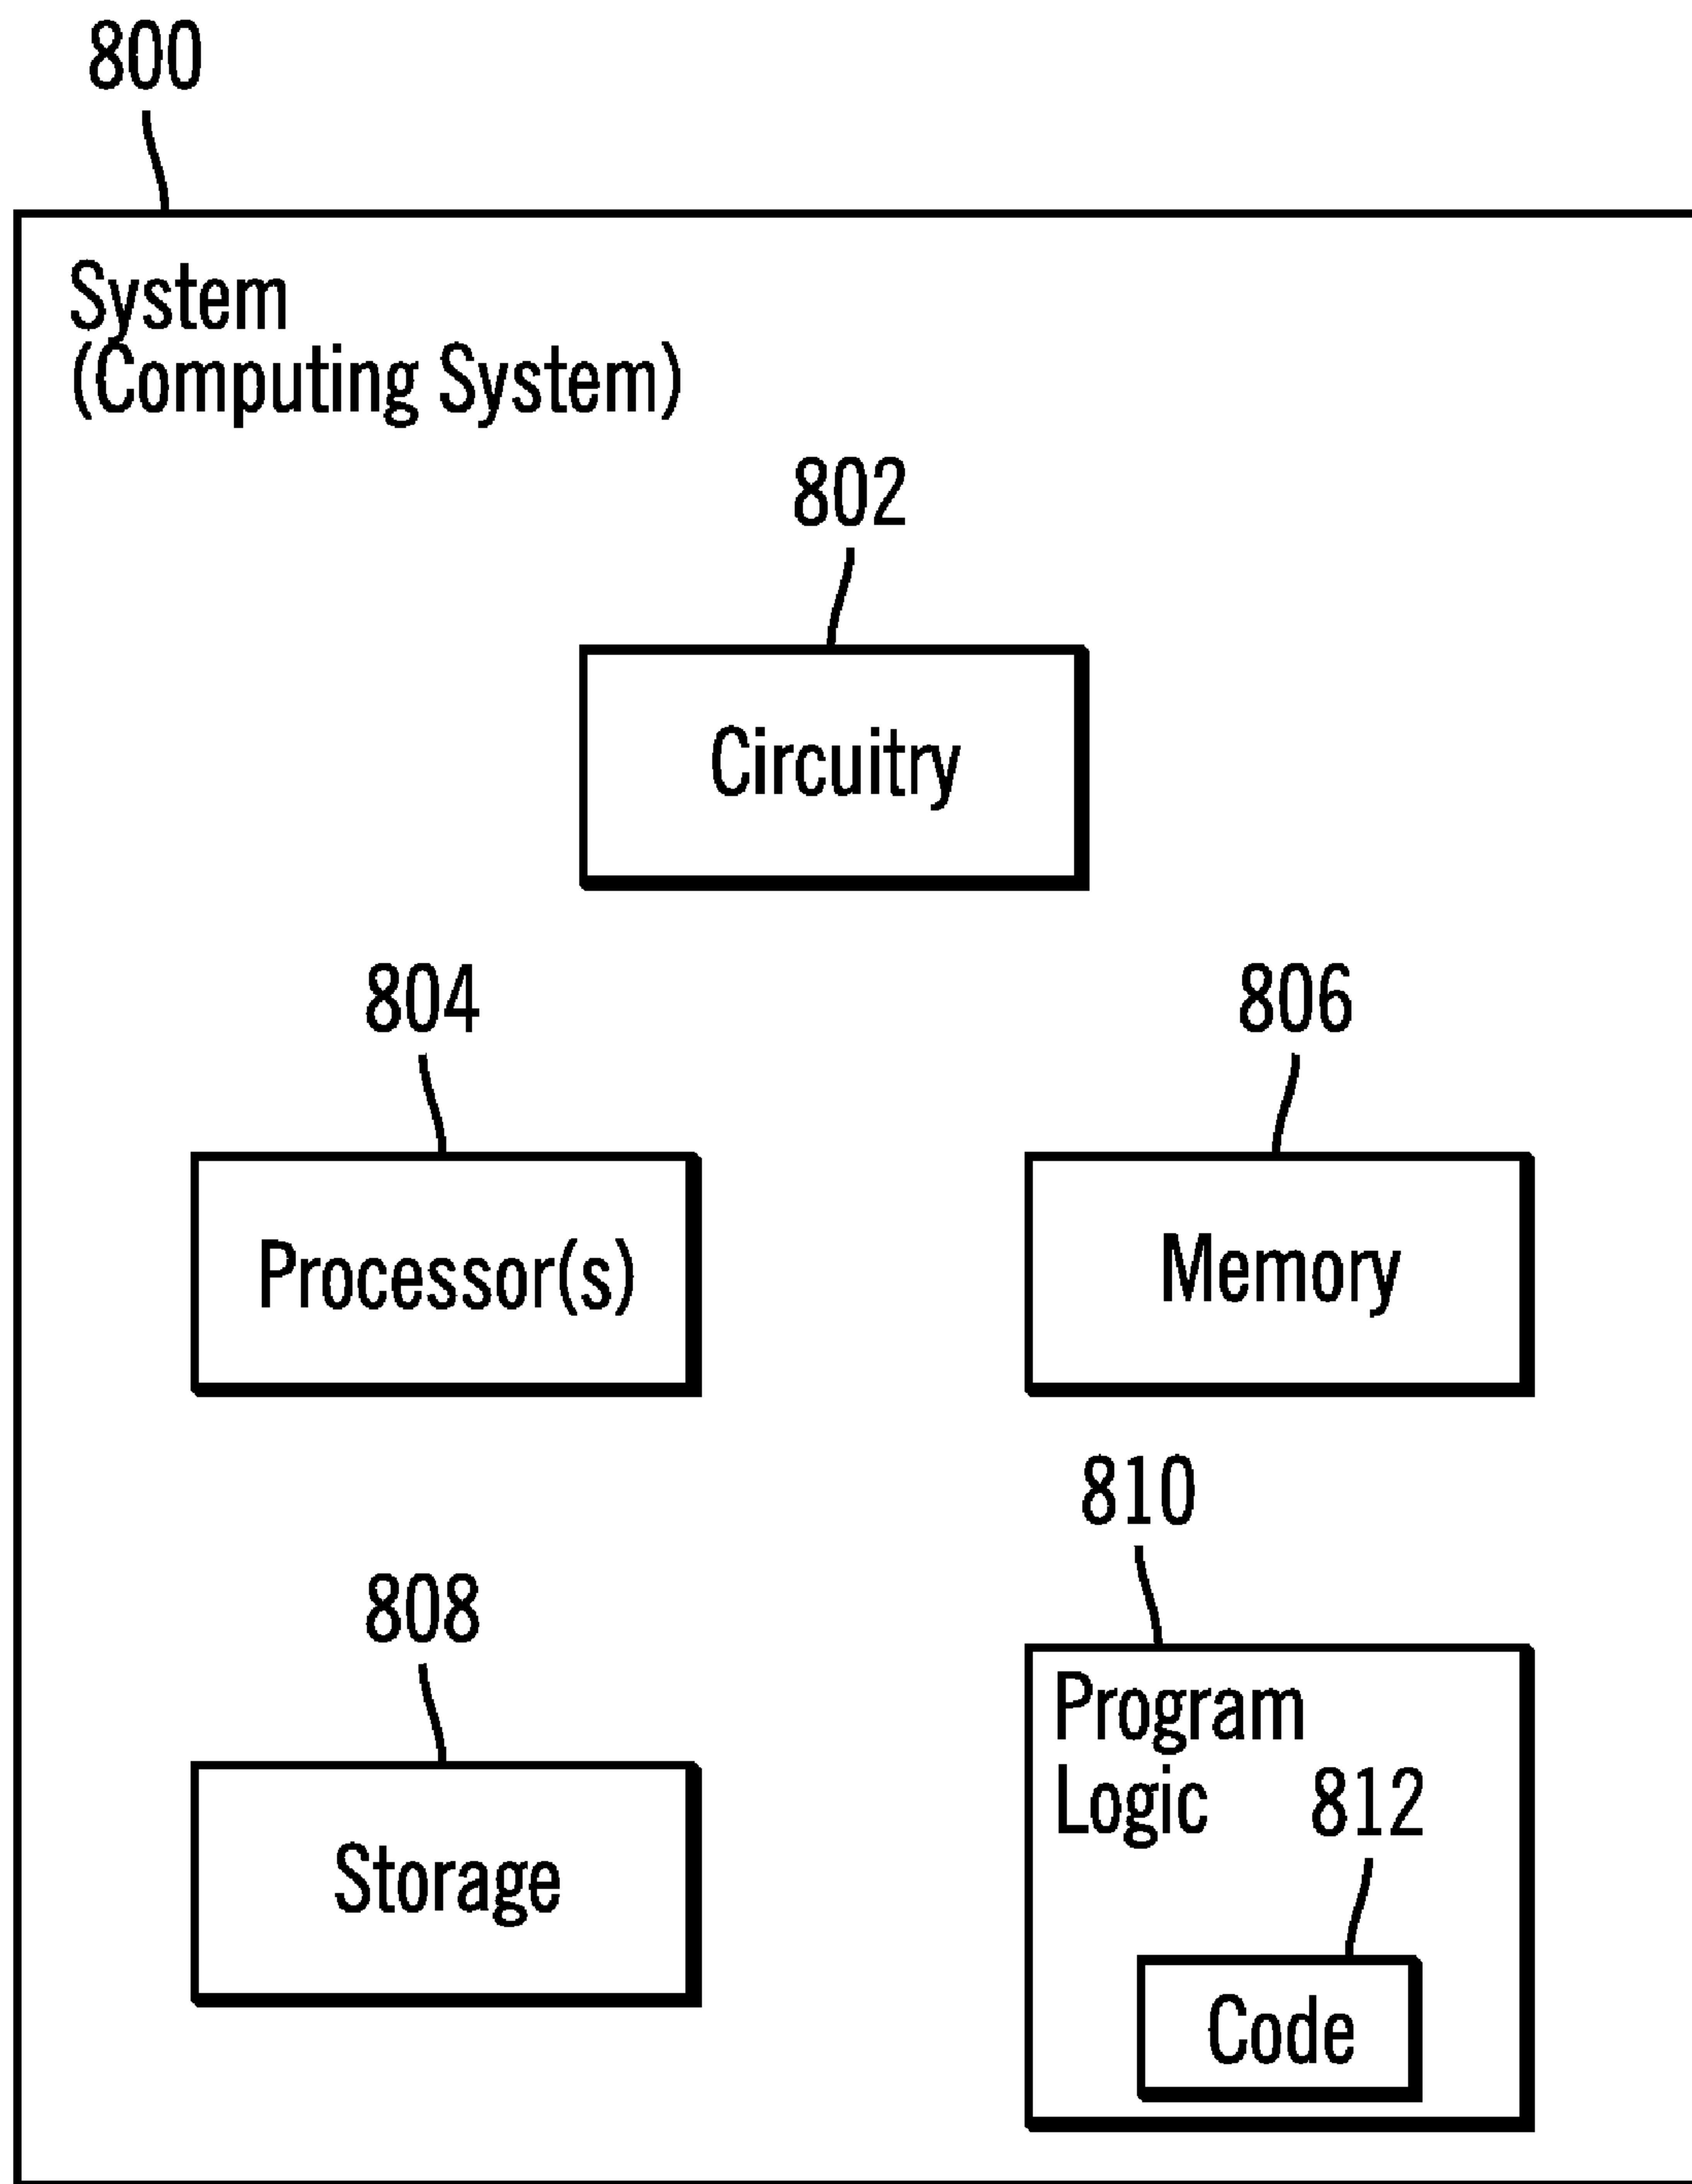 800
System
(Computing System)
802
Circuitry
804
806
Processor(s)
Memory
810
808
Program
Logic
812
Storage
Code